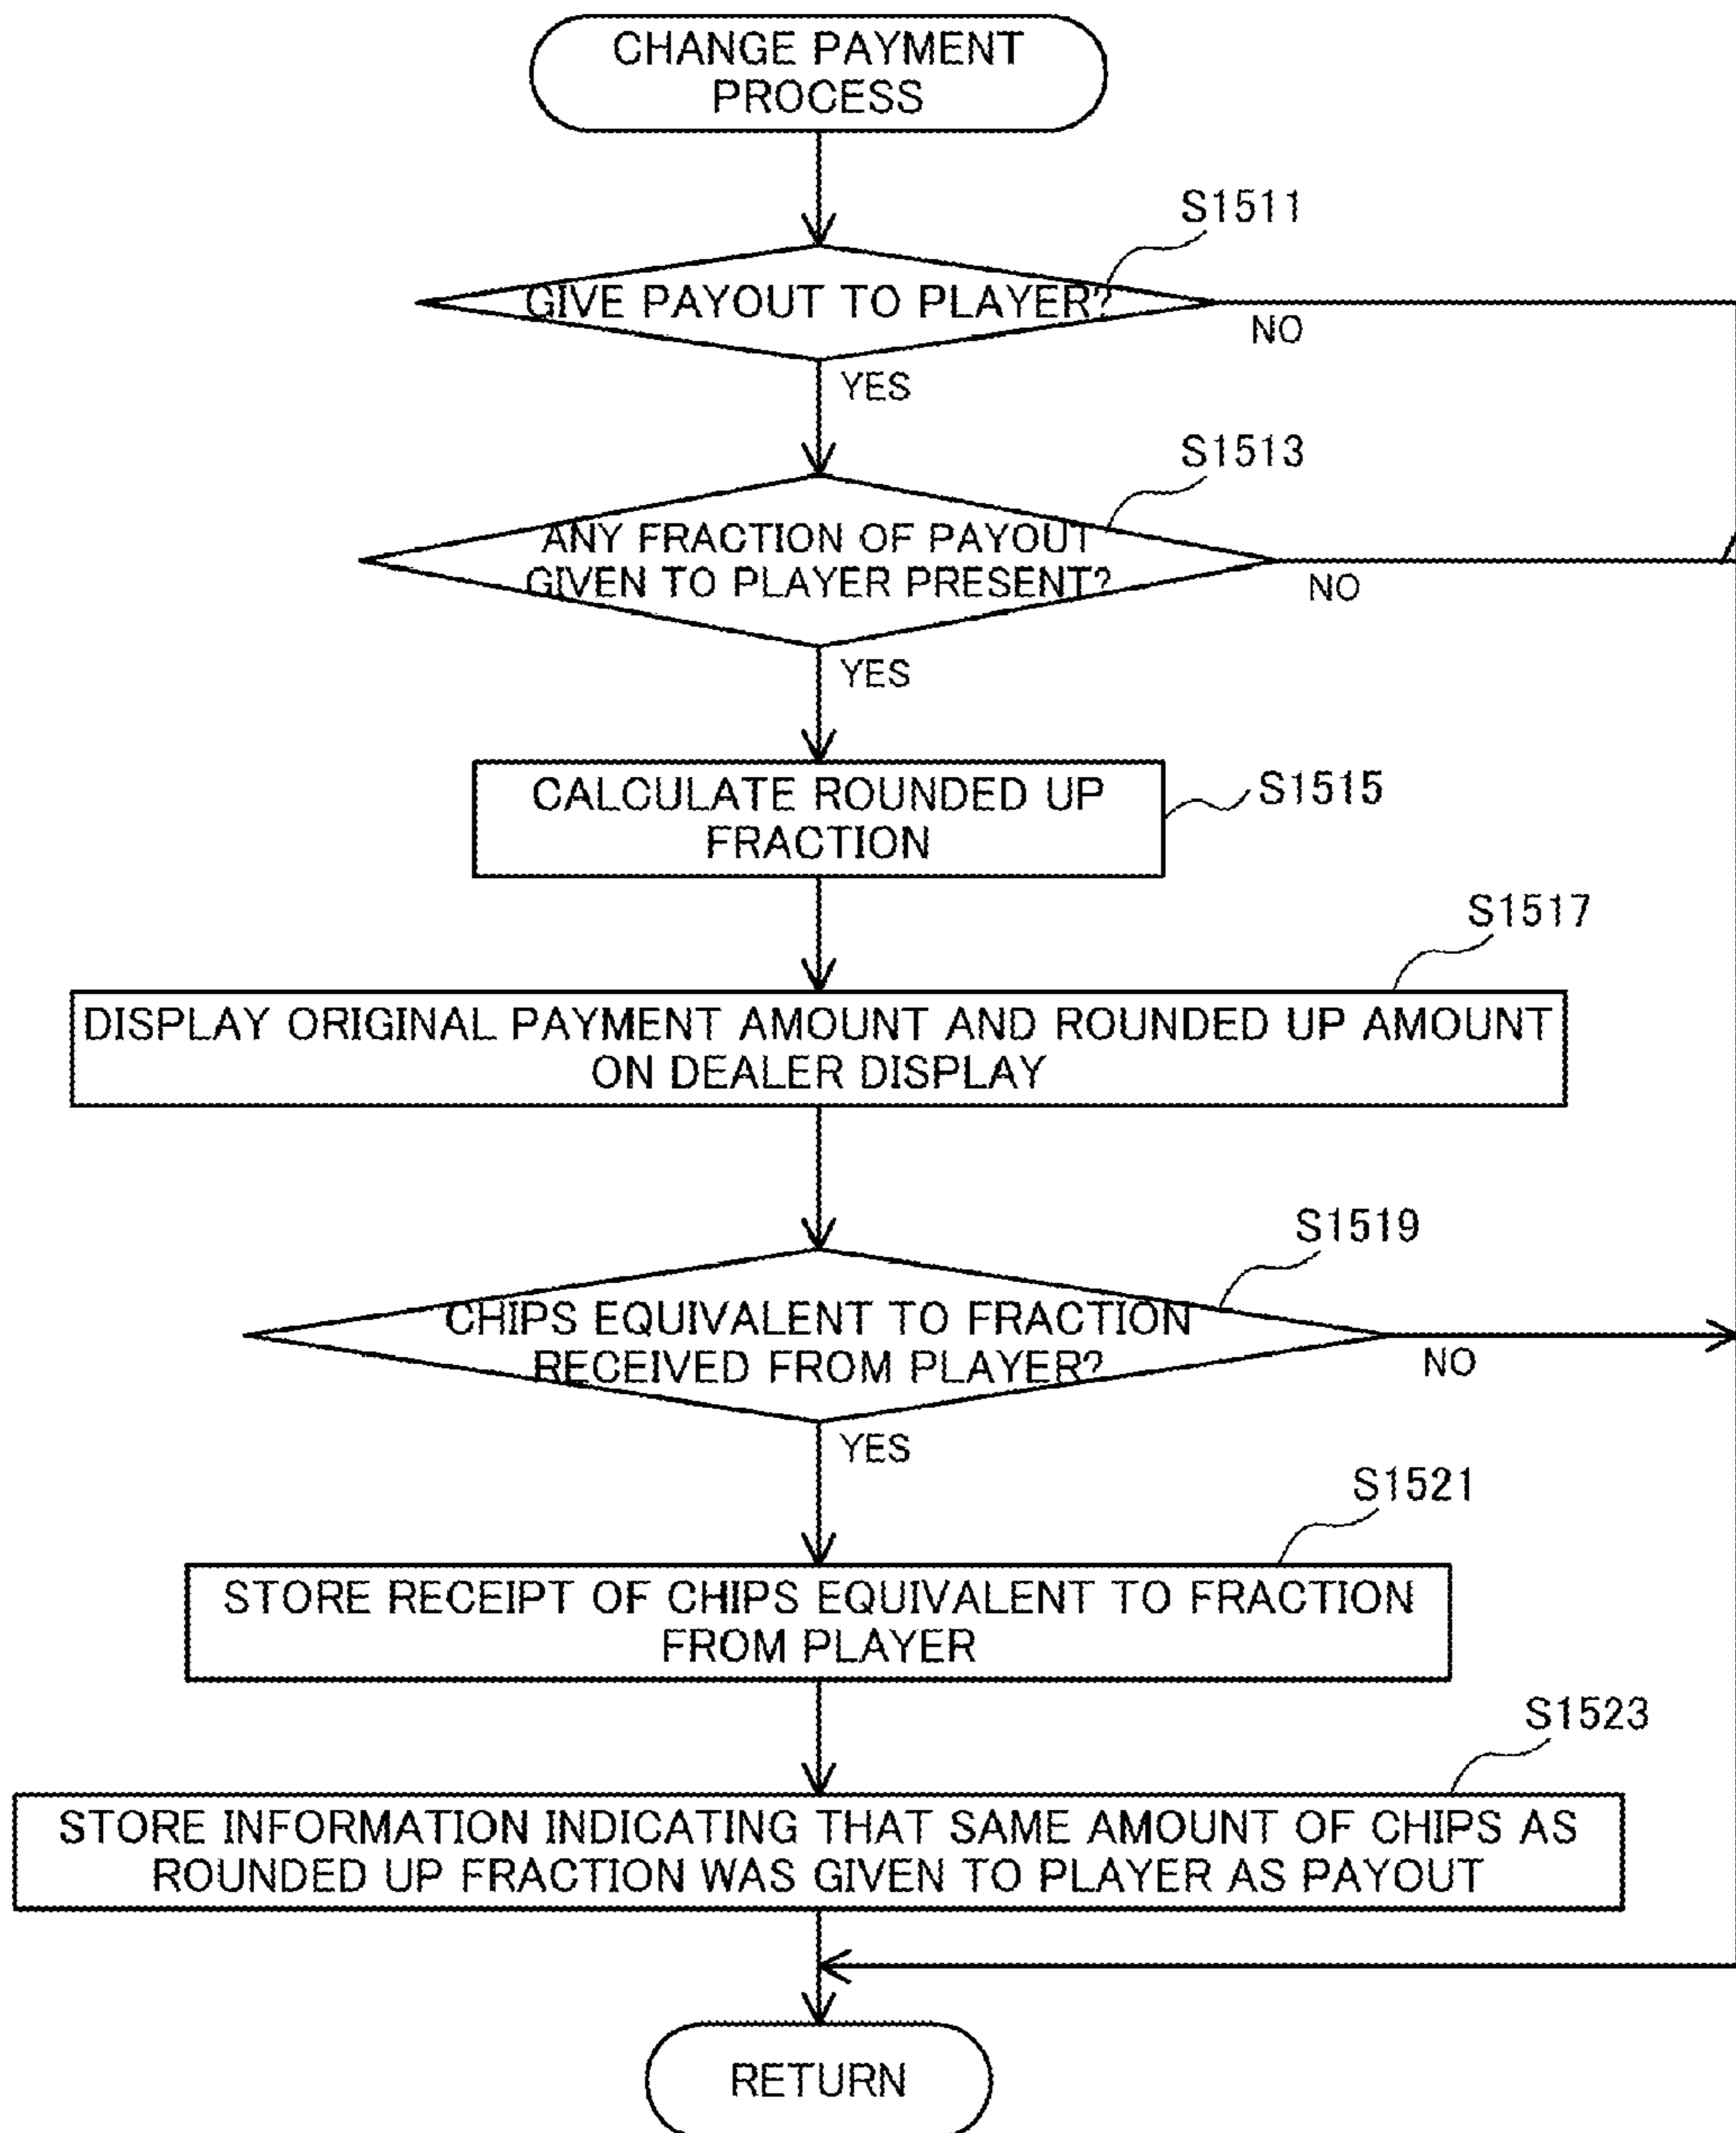 CHANGE PAYMENT
PROCESS
S1511
GIVE PAYOUT TO PLAYER?
NO
YES
S1513
ANY FRACTION OF PAYOUT
GIVEN TO PLAYER PRESENT?
NO
YES
CALCULATE ROUNDED UP
FRACTION
S1515
S1517
DISPLAY ORIGINAL PAYMENT AMOUNT AND ROUNDED UP AMOUNT
ON DEALER DISPLAY
S1519
CHIPS EQUIVALENT TO FRACTION
RECEIVED FROM PLAYER?
NO
YES
S1521
STORE RECEIPT OF CHIPS EQUIVALENT TO FRACTION
FROM PLAYER
S1523
STORE INFORMATION INDICATING THAT SAME AMOUNT OF CHIPS AS
ROUNDED UP FRACTION WAS GIVEN TO PLAYER AS PAYOUT
RETURN